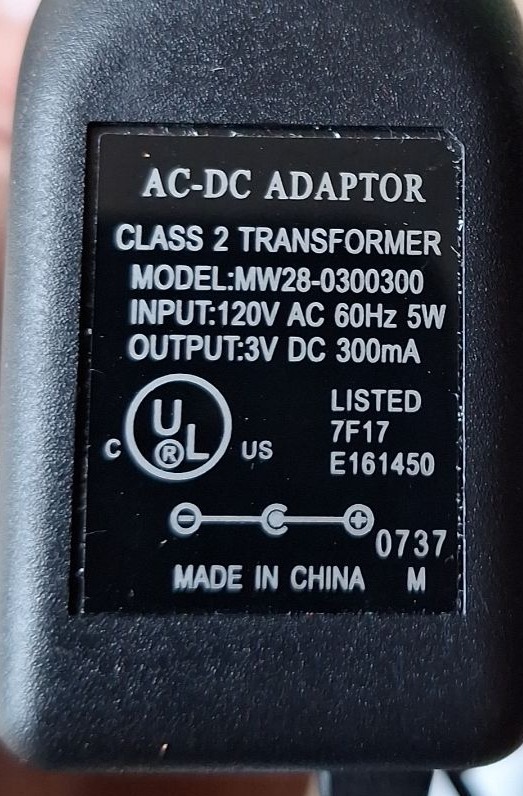 AC-DC ADAPTOR
CLASS 2 TRANSFORMER
MODEL:MW28-0300300
INPUT:120V AC 60Hz 5W
OUTPUT:3V DC 300mA
C UL® US
LISTED
7F17
E161450
0737
MADE IN CHINA M